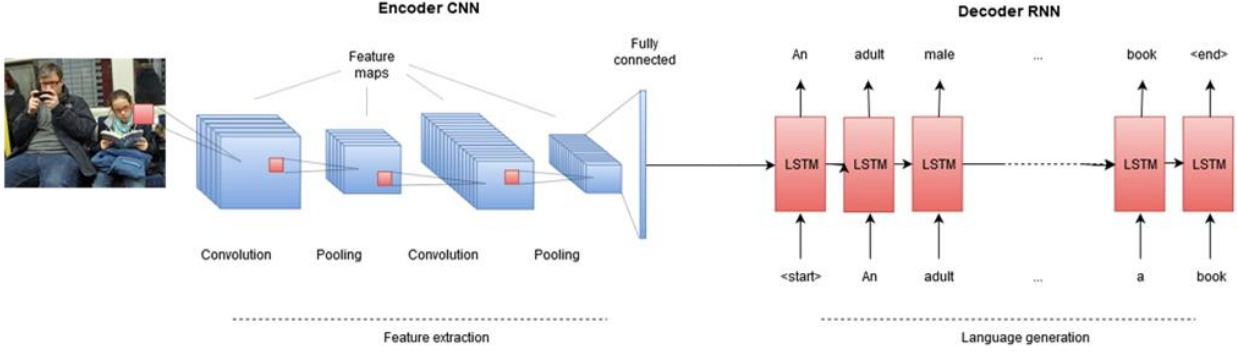 Encoder CNN
Decoder RNN
Feature
maps
Fully
connected
An adult male ... book <end>
LSTM LSTM LSTM LSTM LSTM
Convolution Pooling Convolution Pooling
<start> An adult ... a book
Feature extraction
Language generation